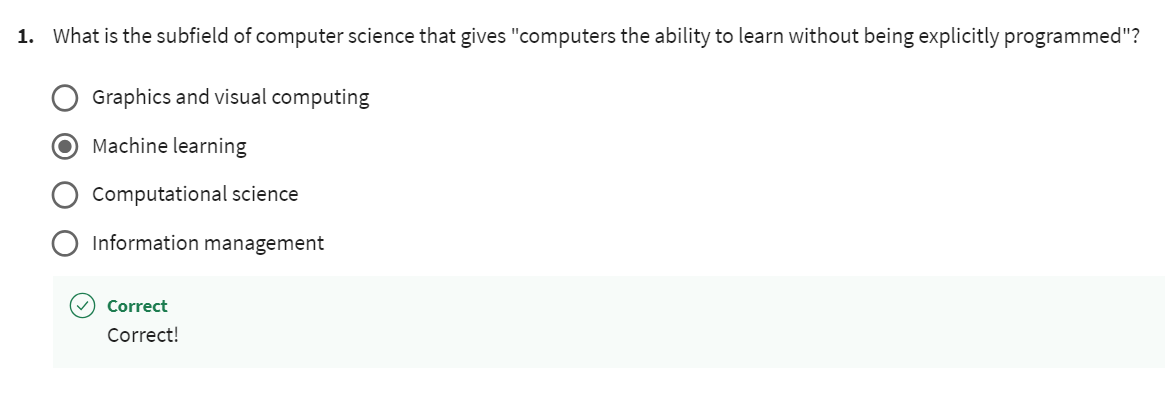 1. What is the subfield of computer science that gives "computers the ability to learn without being explicitly programmed"?
Graphics and visual computing
Machine learning
Computational science
Information management
Correct
Correct!